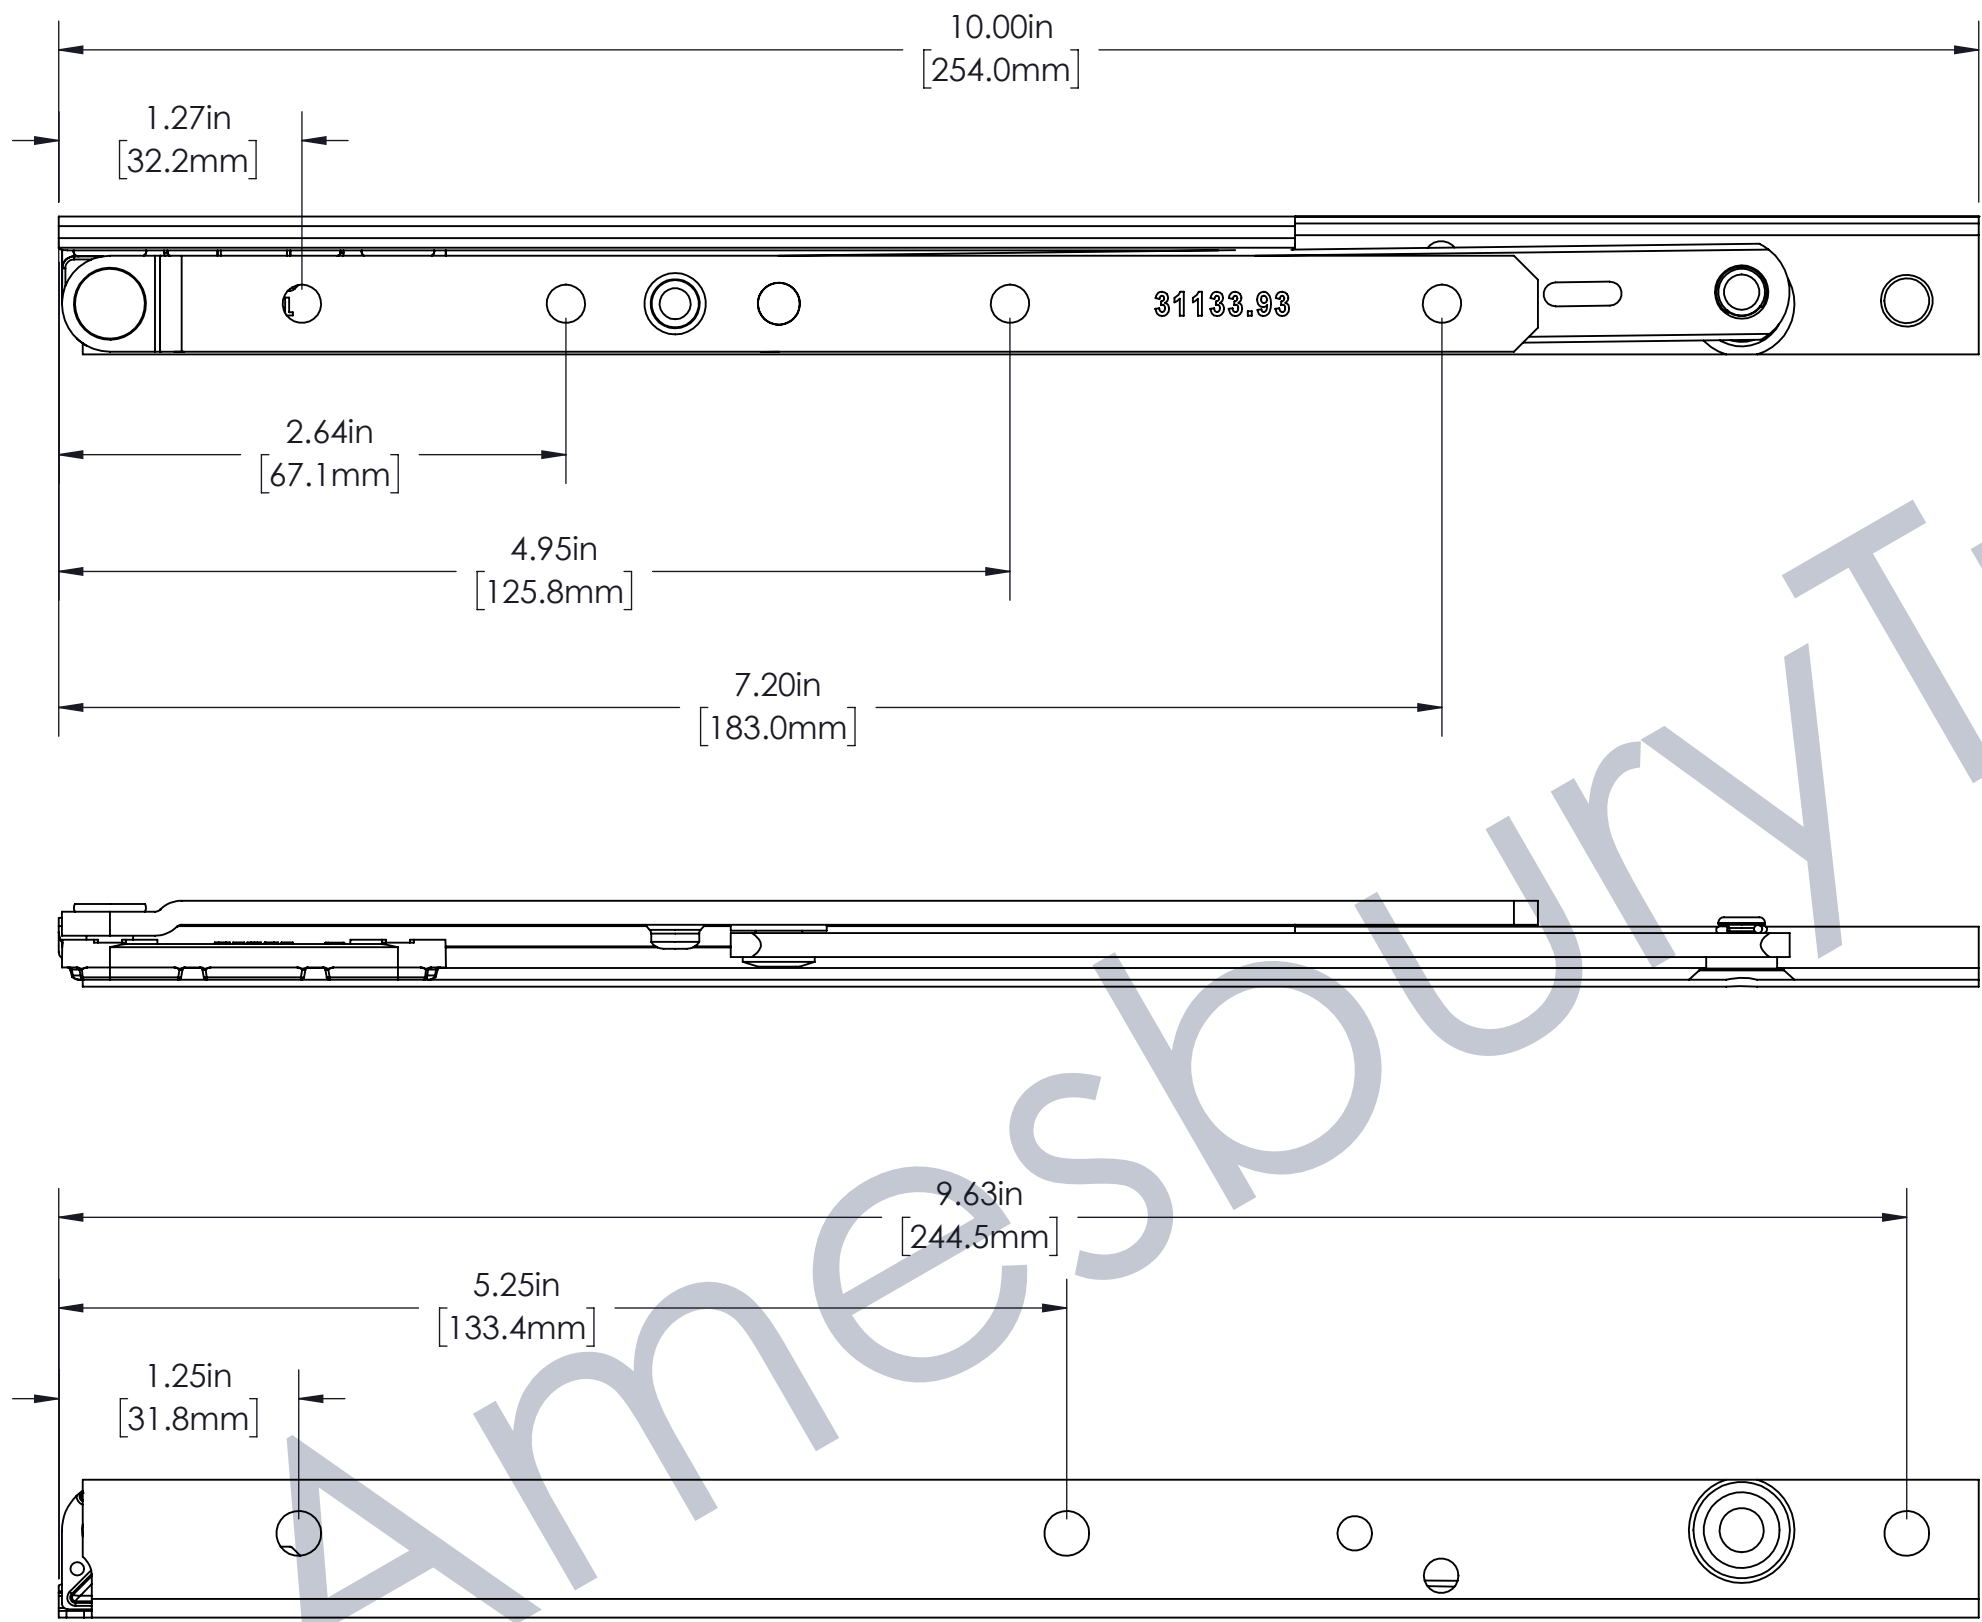 10.00in
[254.0mm]
1.27in
[32.2mm]
31133.93
2.64in
[67.1mm]
4.95in
[125.8mm]
7.20in
[183.0mm]
9.63in
[244.5mm]
5.25in
[133.4mm]
1.25in
[31.8mm]
AmesburyT